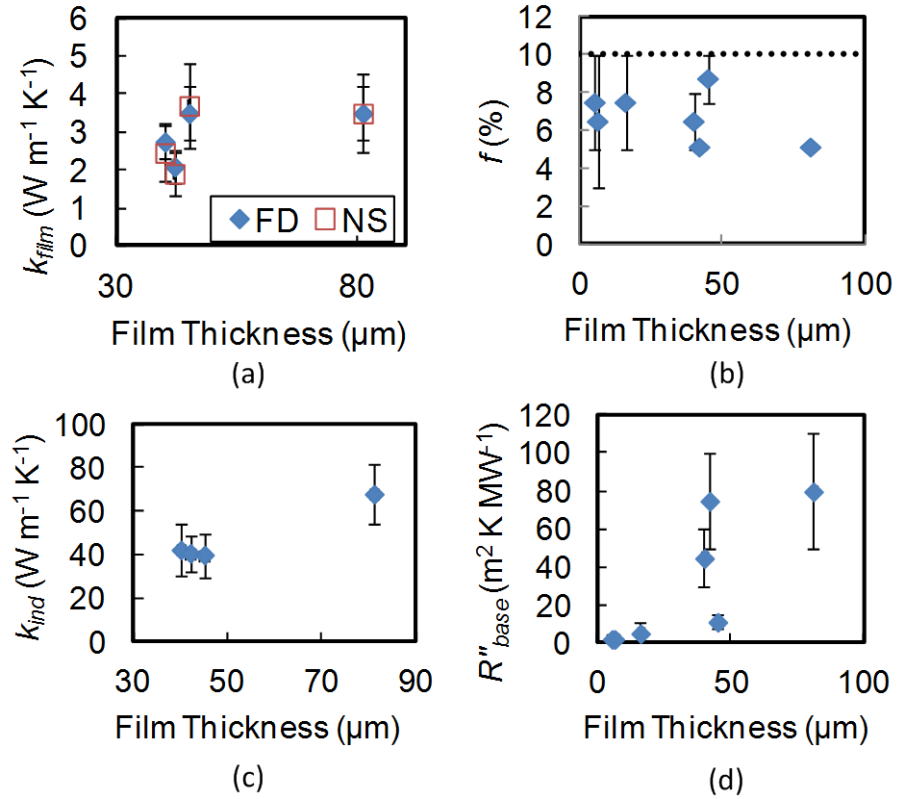 6
5
4
3
2
1
0
k_film (W m⁻¹ K⁻¹)
FD NS
30 80
Film Thickness (µm)
(a)
12
10
8
6
4
2
0
f (%)
0 50 100
Film Thickness (µm)
(b)
100
80
60
40
20
0
k_ind (W m⁻¹ K⁻¹)
30 50 70 90
Film Thickness (µm)
(c)
120
100
80
60
40
20
0
R"_base (m² K MW⁻¹)
0 50 100
Film Thickness (µm)
(d)